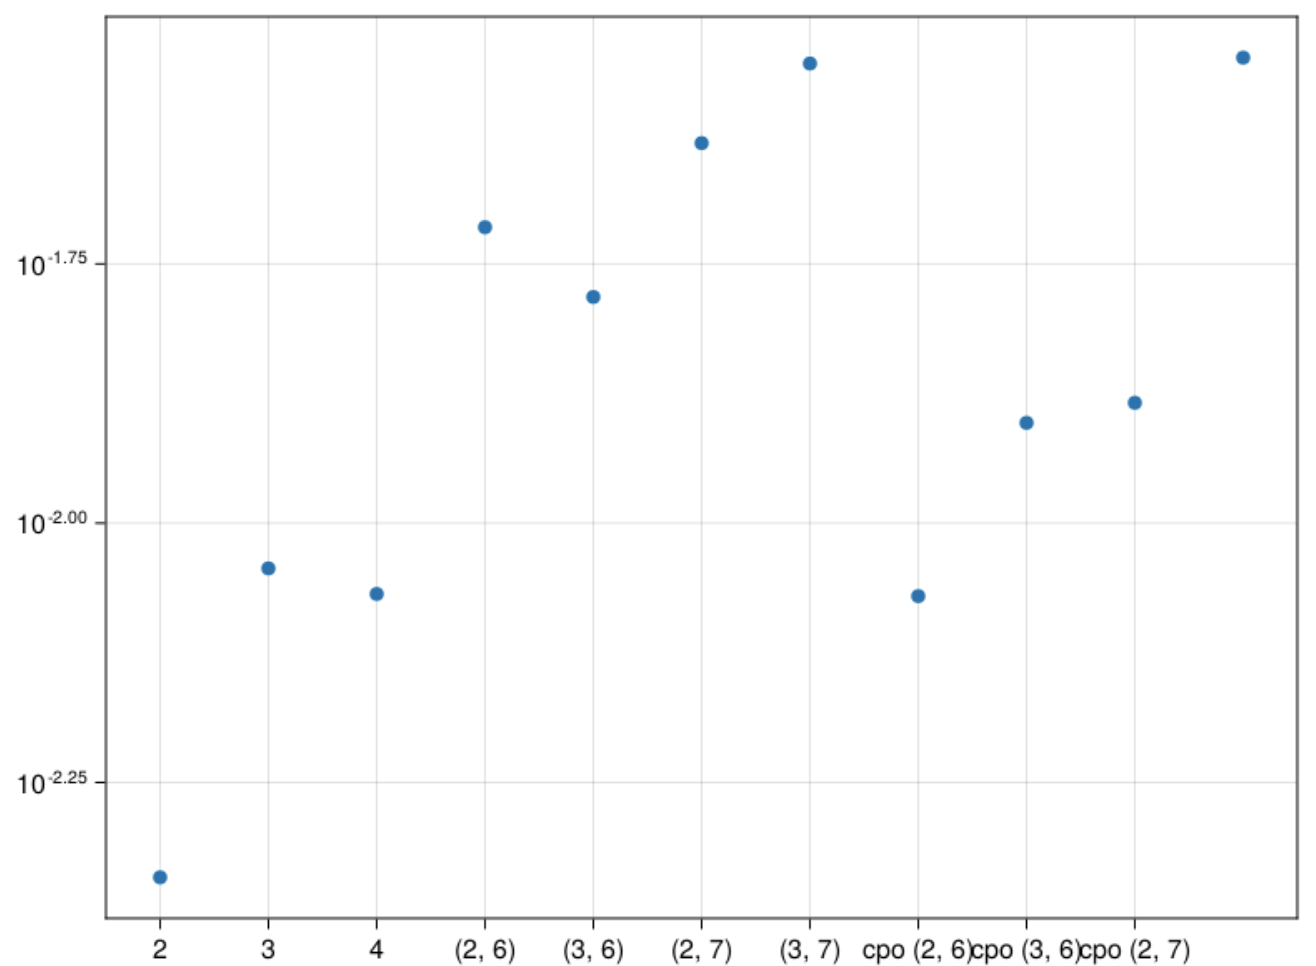 10^-1.75
10^-2.00
10^-2.25
2 3 4 (2, 6) (3, 6) (2, 7) (3, 7) cpo (2, 6) cpo (3, 6) cpo (2, 7)